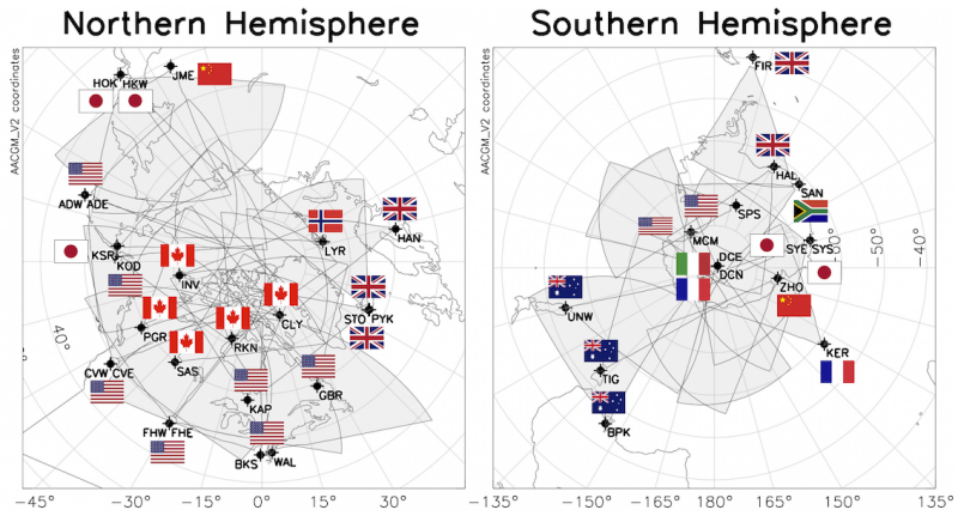 Northern Hemisphere
AACGM_V2 coordinates
HOK HKW
JME
ADW ADE
KSR
KOD
INV
LYR
HAN
PGR
RKN
CLY
STO PYK
40°
CVW CVE
SAS
KAP
GBR
FHW FHE
BKS
WAL
-45° -30° -15° 0° 15° 30°
Southern Hemisphere
AACGM_V2 coordinates
FIR
HAL
SAN
SPS
MCM
SYE SYS
-60°
-50°
-40°
DCE
DCN
ZHO
UNW
KER
TIG
BPK
-135° -150° -165° 180° 165° 150° 135°